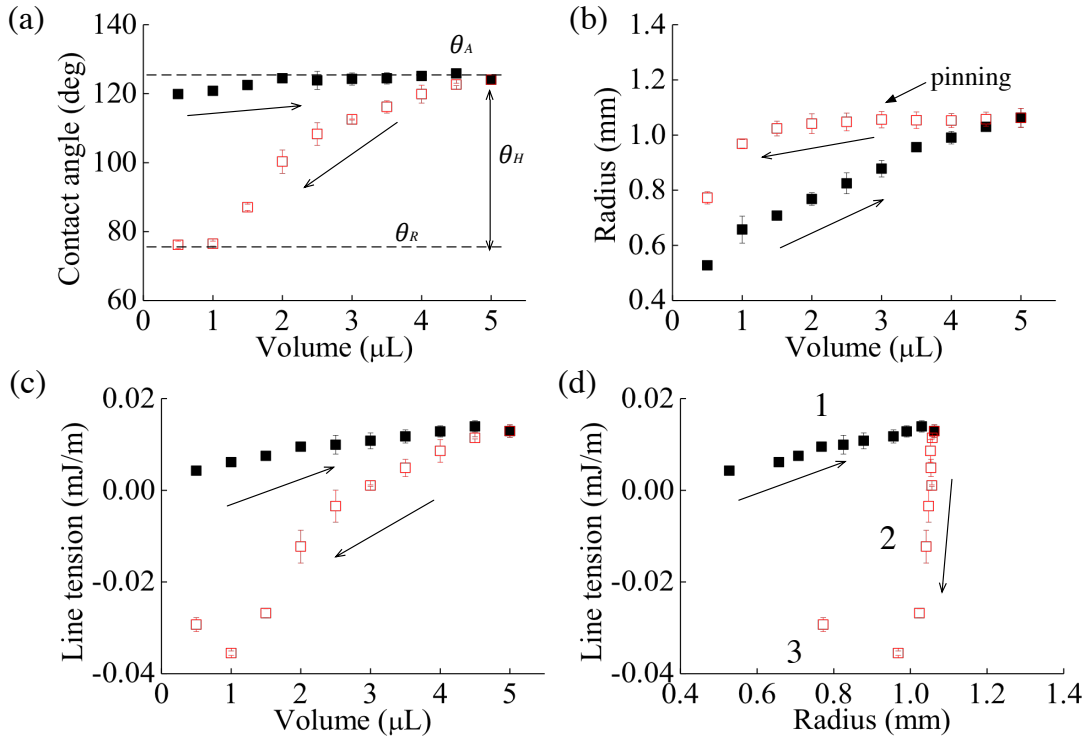 (a)
140
120
100
80
60
Contact angle (deg)
θA
θH
θR
0 1 2 3 4 5
Volume (μL)
(b)
1.4
1.2
1.0
0.8
0.6
0.4
Radius (mm)
pinning
0 1 2 3 4 5
Volume (μL)
(c)
0.02
0.00
-0.02
-0.04
Line tension (mJ/m)
0 1 2 3 4 5
Volume (μL)
(d)
0.02
0.00
-0.02
-0.04
Line tension (mJ/m)
1
2
3
0.4 0.6 0.8 1.0 1.2 1.4
Radius (mm)